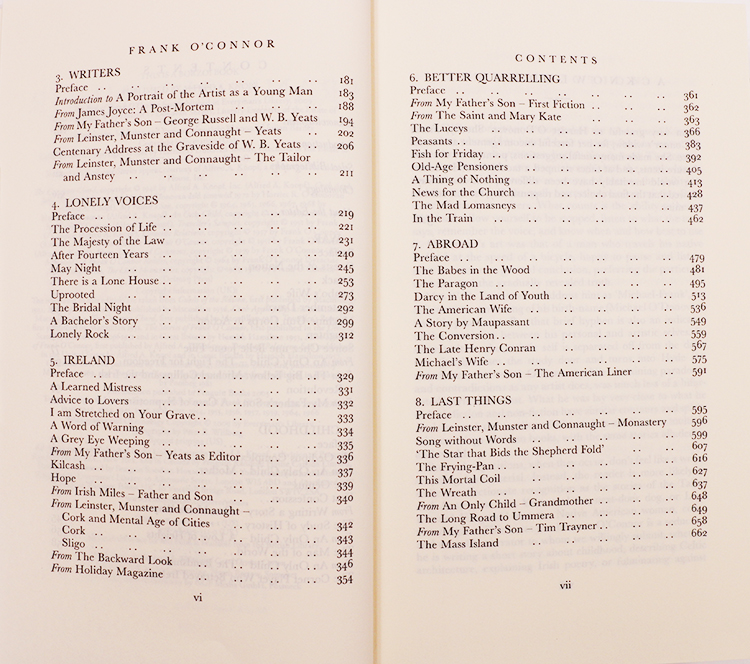 FRANK O'CONNOR
3. WRITERS
Preface .. .. .. .. .. .. 181
Introduction to A Portrait of the Artist as a Young Man 183
From James Joyce: A Post-Mortem .. .. .. 188
From My Father's Son – George Russell and W. B. Yeats 194
From Leinster, Munster and Connaught – Yeats .. 202
Centenary Address at the Graveside of W. B. Yeats .. 206
From Leinster, Munster and Connaught – The Tailor
and Anstey .. .. .. .. .. 211
4. LONELY VOICES
Preface .. .. .. .. .. .. 219
The Procession of Life .. .. .. .. .. 221
The Majesty of the Law .. .. .. .. 231
After Fourteen Years .. .. .. .. .. 240
May Night .. .. .. .. .. 245
There is a Lone House .. .. .. .. .. 253
Uprooted .. .. .. .. .. 273
The Bridal Night .. .. .. .. .. 292
A Bachelor's Story .. .. .. .. .. 299
Lonely Rock .. .. .. .. .. 312
5. IRELAND
Preface .. .. .. .. .. .. 329
A Learned Mistress .. .. .. .. 331
Advice to Lovers .. .. .. .. .. 332
I am Stretched on Your Grave .. .. .. .. 333
A Word of Warning .. .. .. .. 334
A Grey Eye Weeping .. .. .. .. 335
From My Father's Son – Yeats as Editor .. .. 336
Kilcash .. .. .. .. .. .. 337
Hope .. .. .. .. .. .. 339
From Irish Miles – Father and Son .. .. .. 340
From Leinster, Munster and Connaught –
Cork and Mental Age of Cities .. .. .. 342
Cork .. .. .. .. .. .. 343
Sligo .. .. .. .. .. .. 344
From The Backward Look .. .. .. .. 346
From Holiday Magazine .. .. .. .. 354
vi
CONTENTS
6. BETTER QUARRELLING
Preface .. .. .. .. .. .. 361
From My Father's Son – First Fiction .. .. .. 362
From The Saint and Mary Kate .. .. .. 363
The Luceys .. .. .. .. .. 366
Peasants .. .. .. .. .. .. 383
Fish for Friday .. .. .. .. .. 392
Old-Age Pensioners .. .. .. .. 405
A Thing of Nothing .. .. .. .. 413
News for the Church .. .. .. .. 428
The Mad Lomasneys .. .. .. .. 437
In the Train .. .. .. .. .. 462
7. ABROAD
Preface .. .. .. .. .. .. 479
The Babes in the Wood .. .. .. .. 481
The Paragon .. .. .. .. .. 495
Darcy in the Land of Youth .. .. .. .. 513
The American Wife .. .. .. .. 536
A Story by Maupassant .. .. .. .. 549
The Conversion .. .. .. .. .. 559
The Late Henry Conran .. .. .. .. 567
Michael's Wife .. .. .. .. .. 575
From My Father's Son – The American Liner .. 591
8. LAST THINGS
Preface .. .. .. .. .. .. 595
From Leinster, Munster and Connaught – Monastery 596
Song without Words .. .. .. .. 599
'The Star that Bids the Shepherd Fold' .. .. 607
The Frying-Pan .. .. .. .. .. 616
This Mortal Coil .. .. .. .. .. 627
The Wreath .. .. .. .. .. 637
From An Only Child – Grandmother .. .. .. 648
The Long Road to Ummera .. .. .. .. 649
From My Father's Son – Tim Trayner .. .. .. 658
The Mass Island .. .. .. .. .. 662
vii